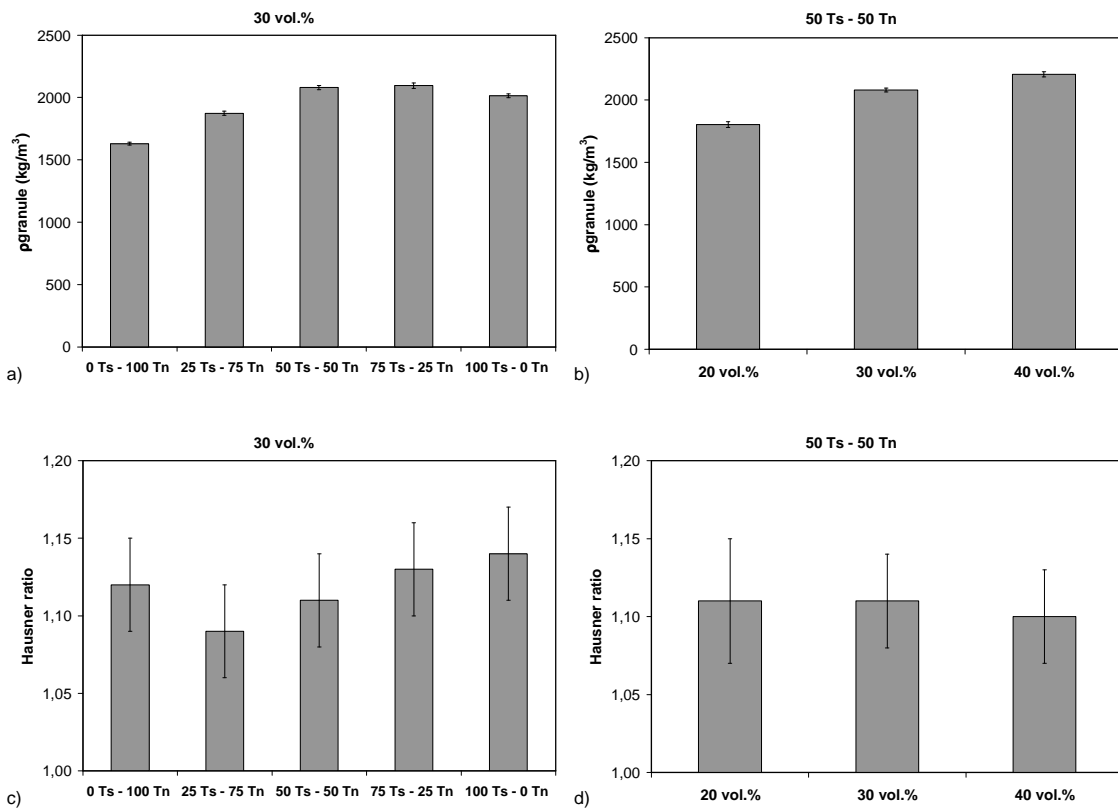 30 vol.%
2500
2000
1500
1000
500
0
ρgranule (kg/m³)
0 Ts - 100 Tn 25 Ts - 75 Tn 50 Ts - 50 Tn 75 Ts - 25 Tn 100 Ts - 0 Tn
a)
50 Ts - 50 Tn
2500
2000
1500
1000
500
0
ρgranule (kg/m³)
20 vol.% 30 vol.% 40 vol.%
b)
30 vol.%
1,20
1,15
1,10
1,05
1,00
Hausner ratio
0 Ts - 100 Tn 25 Ts - 75 Tn 50 Ts - 50 Tn 75 Ts - 25 Tn 100 Ts - 0 Tn
c)
50 Ts - 50 Tn
1,20
1,15
1,10
1,05
1,00
Hausner ratio
20 vol.% 30 vol.% 40 vol.%
d)